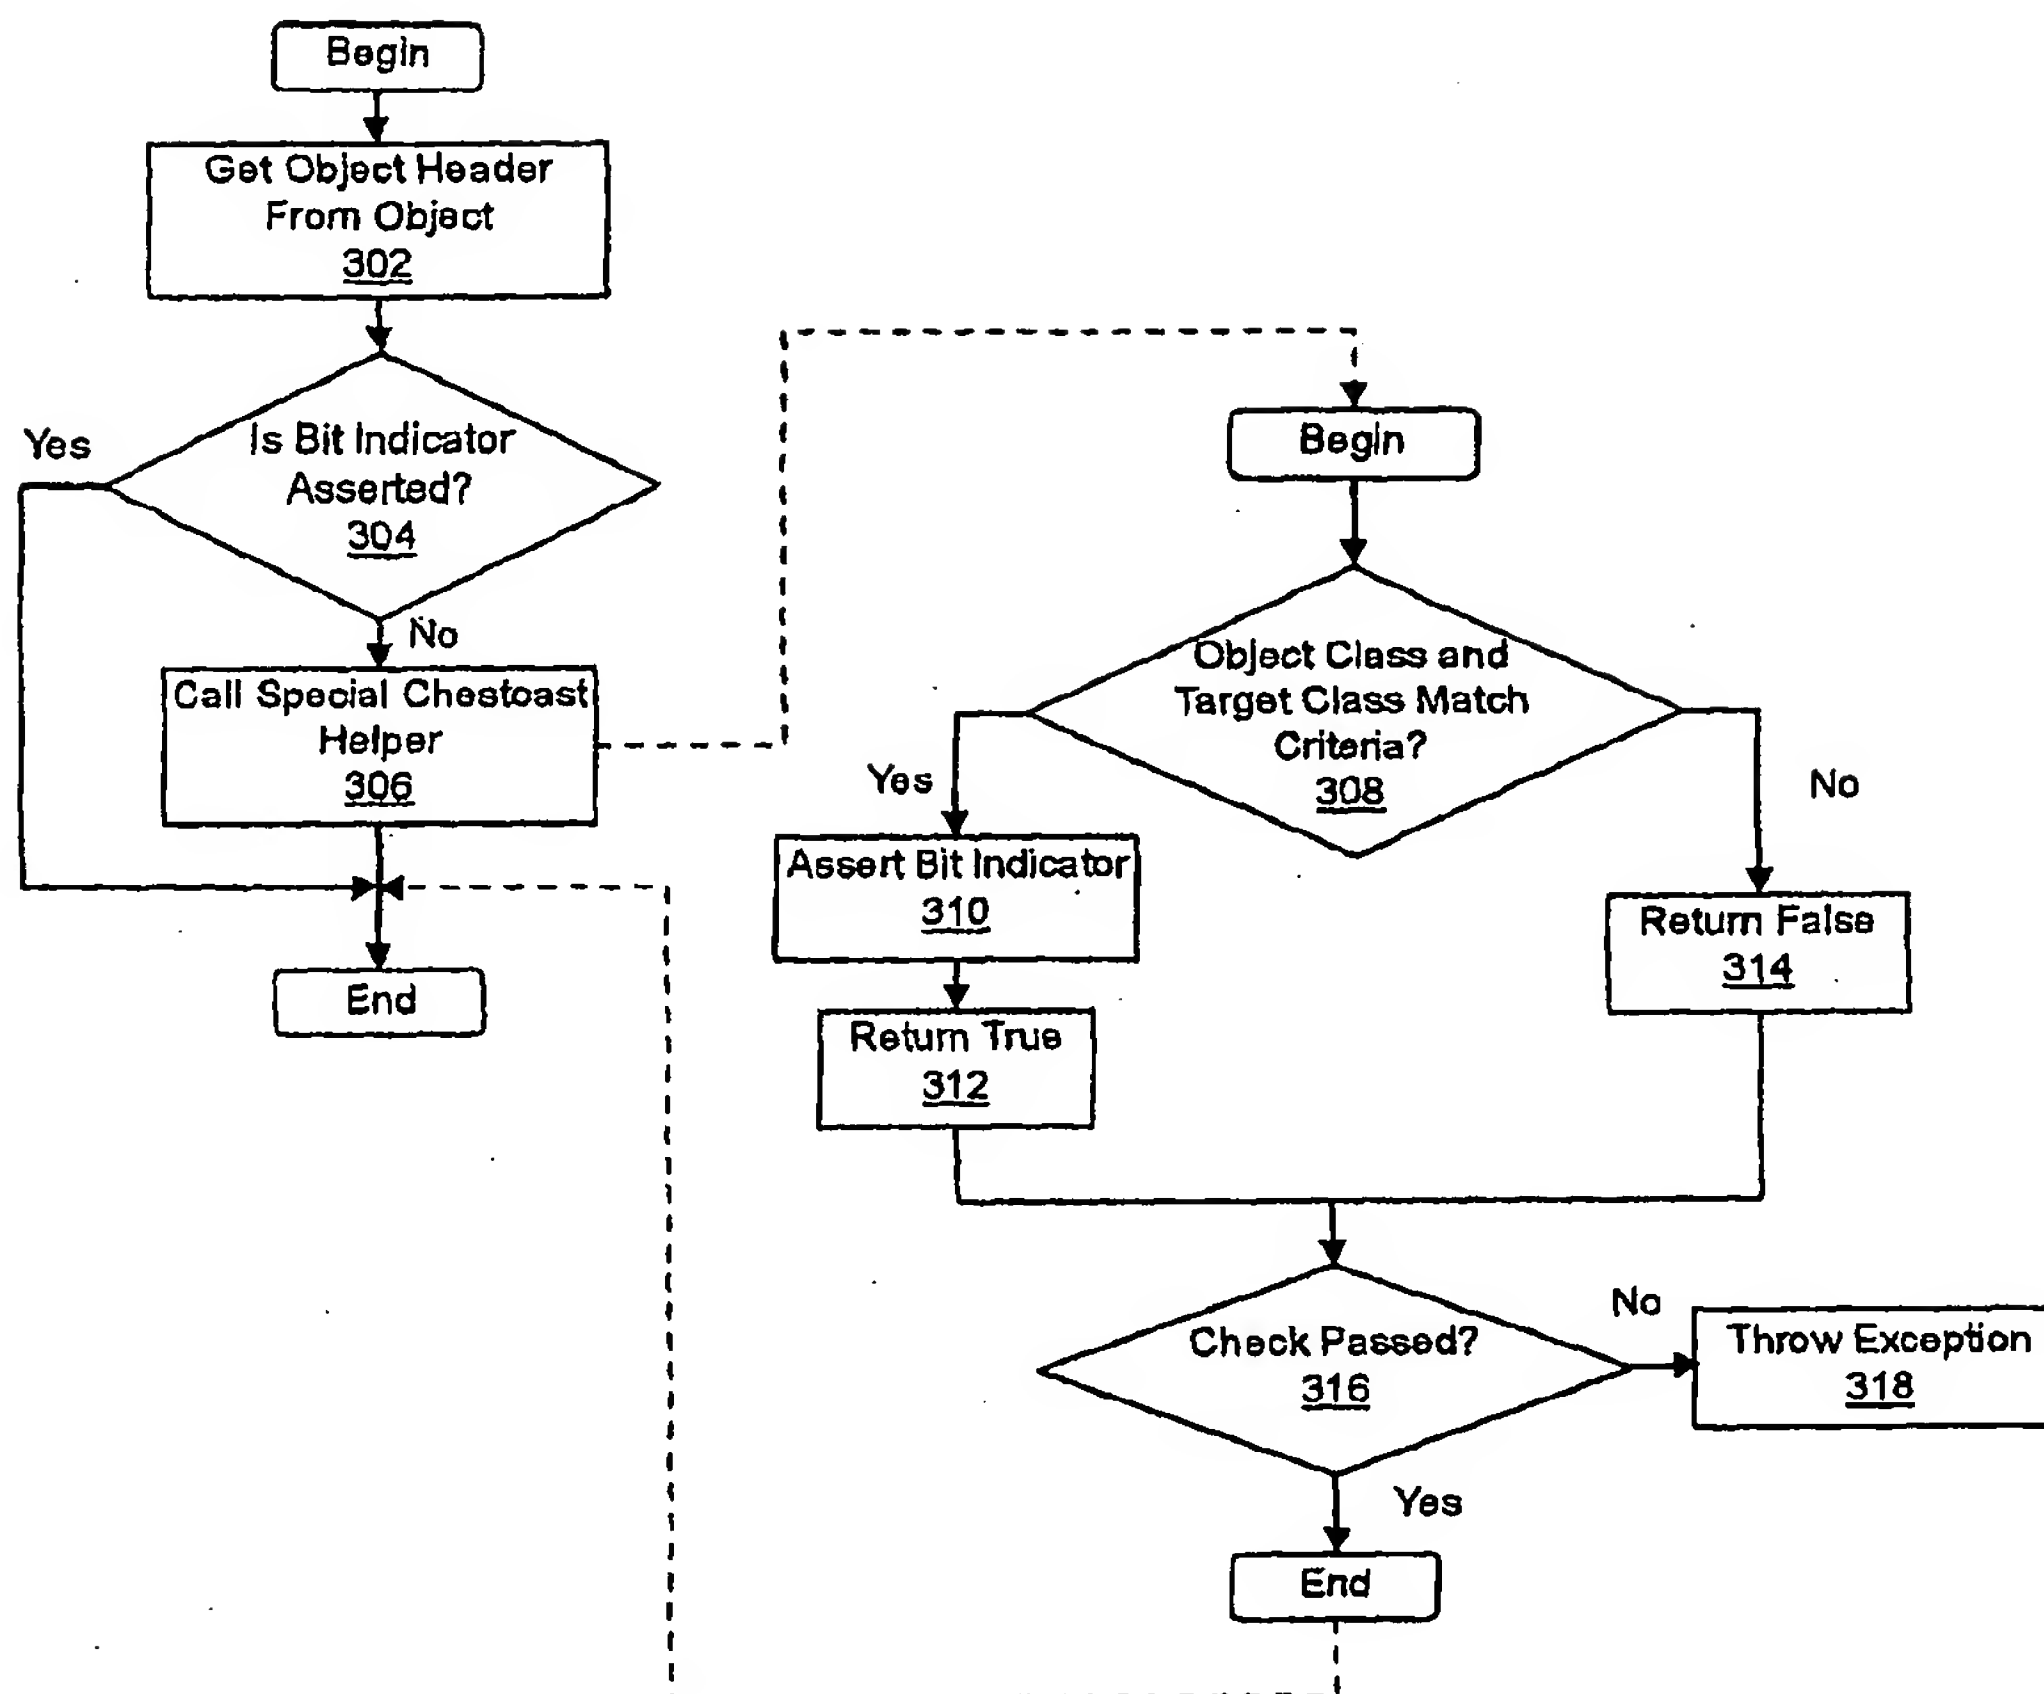 Begin
Get Object Header
From Object
302
Is Bit Indicator
Asserted?
304
Yes
No
Call Special Chestoast
Helper
306
End
Begin
Object Class and
Target Class Match
Criteria?
308
Yes
No
Assert Bit Indicator
310
Return True
312
Return False
314
Check Passed?
316
No
Throw Exception
318
Yes
End